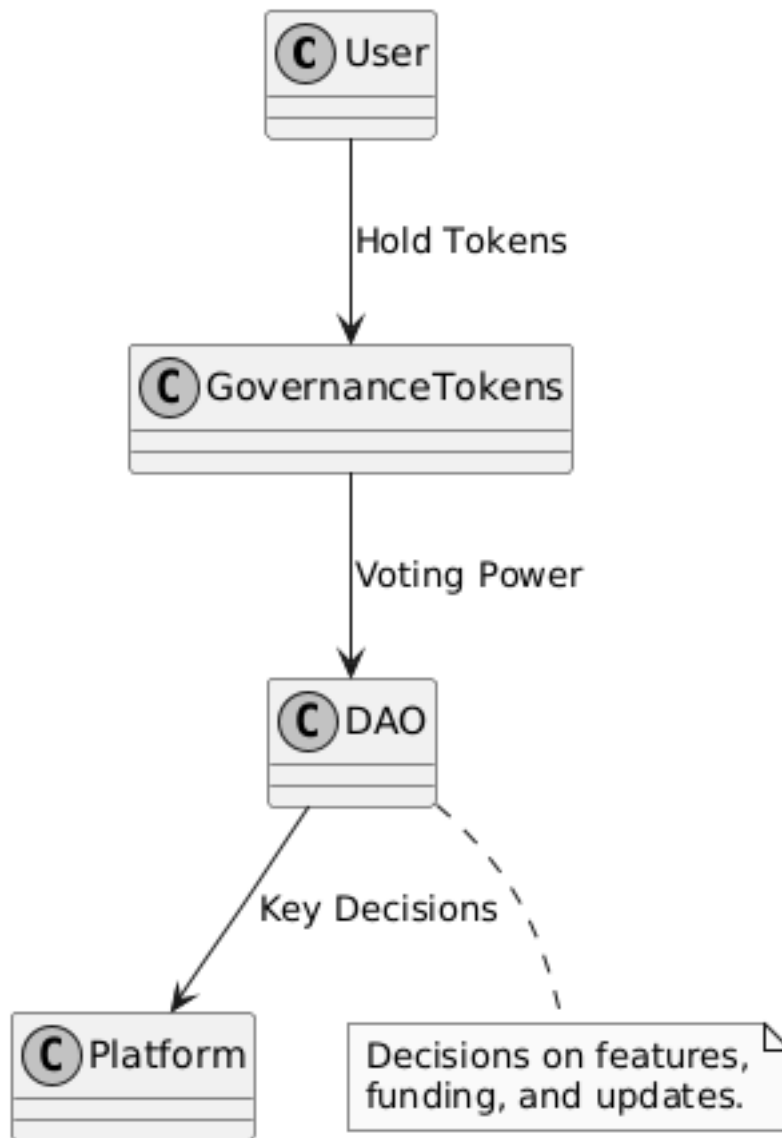 C User
Hold Tokens
C GovernanceTokens
Voting Power
C DAO
Key Decisions
C Platform
Decisions on features,
funding, and updates.